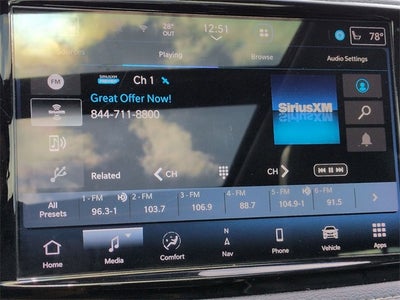 28°
OUT
12:51
78°
Sources
Playing
Browse
Audio Settings
FM
SiriusXM
Ch 1
Great Offer Now!
844-711-8800
SiriusXM
Related
CH
CH
All
Presets
1 - FM
96.3-1
2 - FM
103.7
3 - FM
106.9
4 - FM
88.7
5 - FM
104.9-1
6 - FM
91.5
Home
Media
Comfort
N
Nav
Phone
Vehicle
Apps